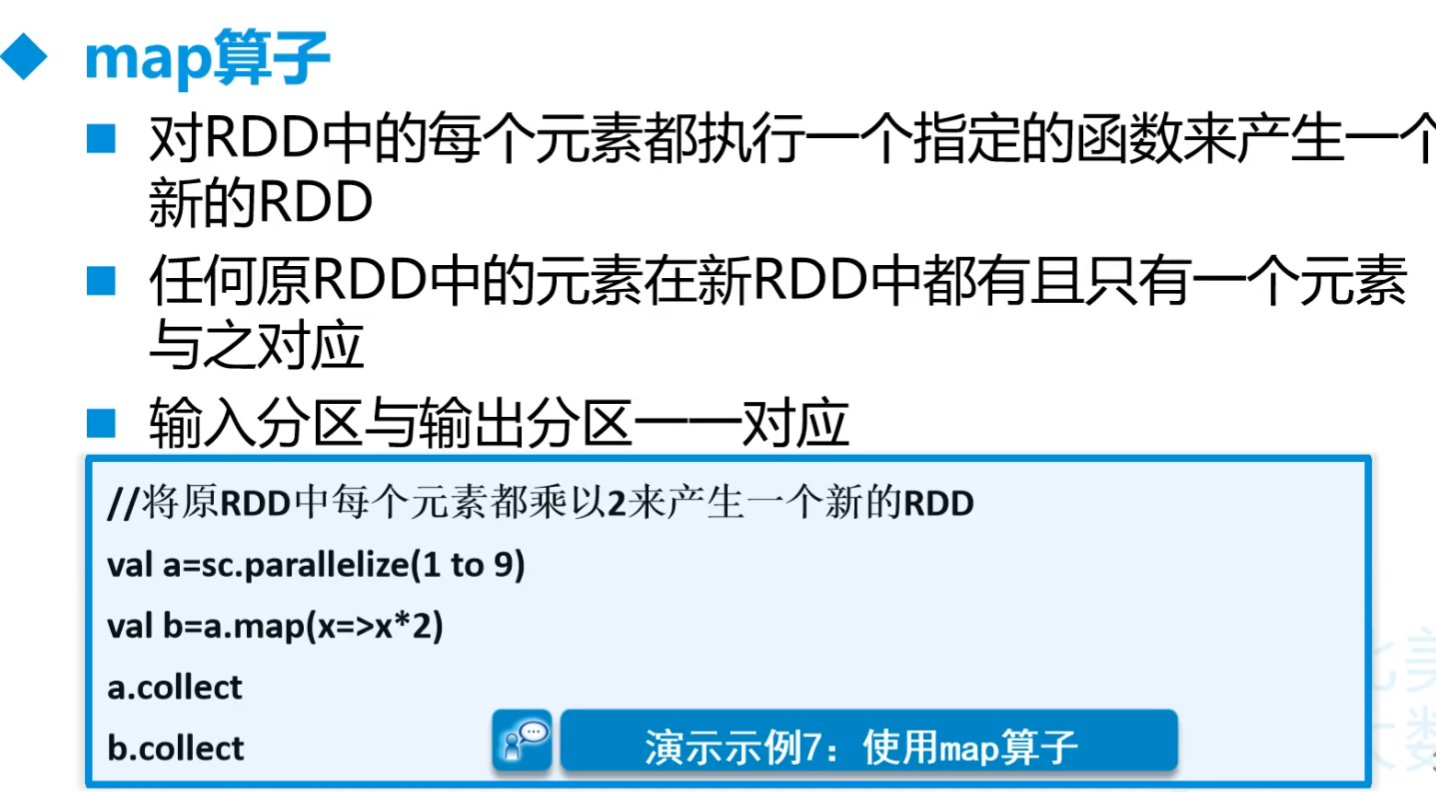 map算子
对RDD中的每个元素都执行一个指定的函数来产生一个
新的RDD
任何原RDD中的元素在新RDD中都有且只有一个元素
与之对应
输入分区与输出分区一一对应
//将原RDD中每个元素都乘以2来产生一个新的RDD
val a=sc.parallelize(1 to 9)
val b=a.map(x=>x*2)
a.collect
b.collect
演示示例7：使用map算子